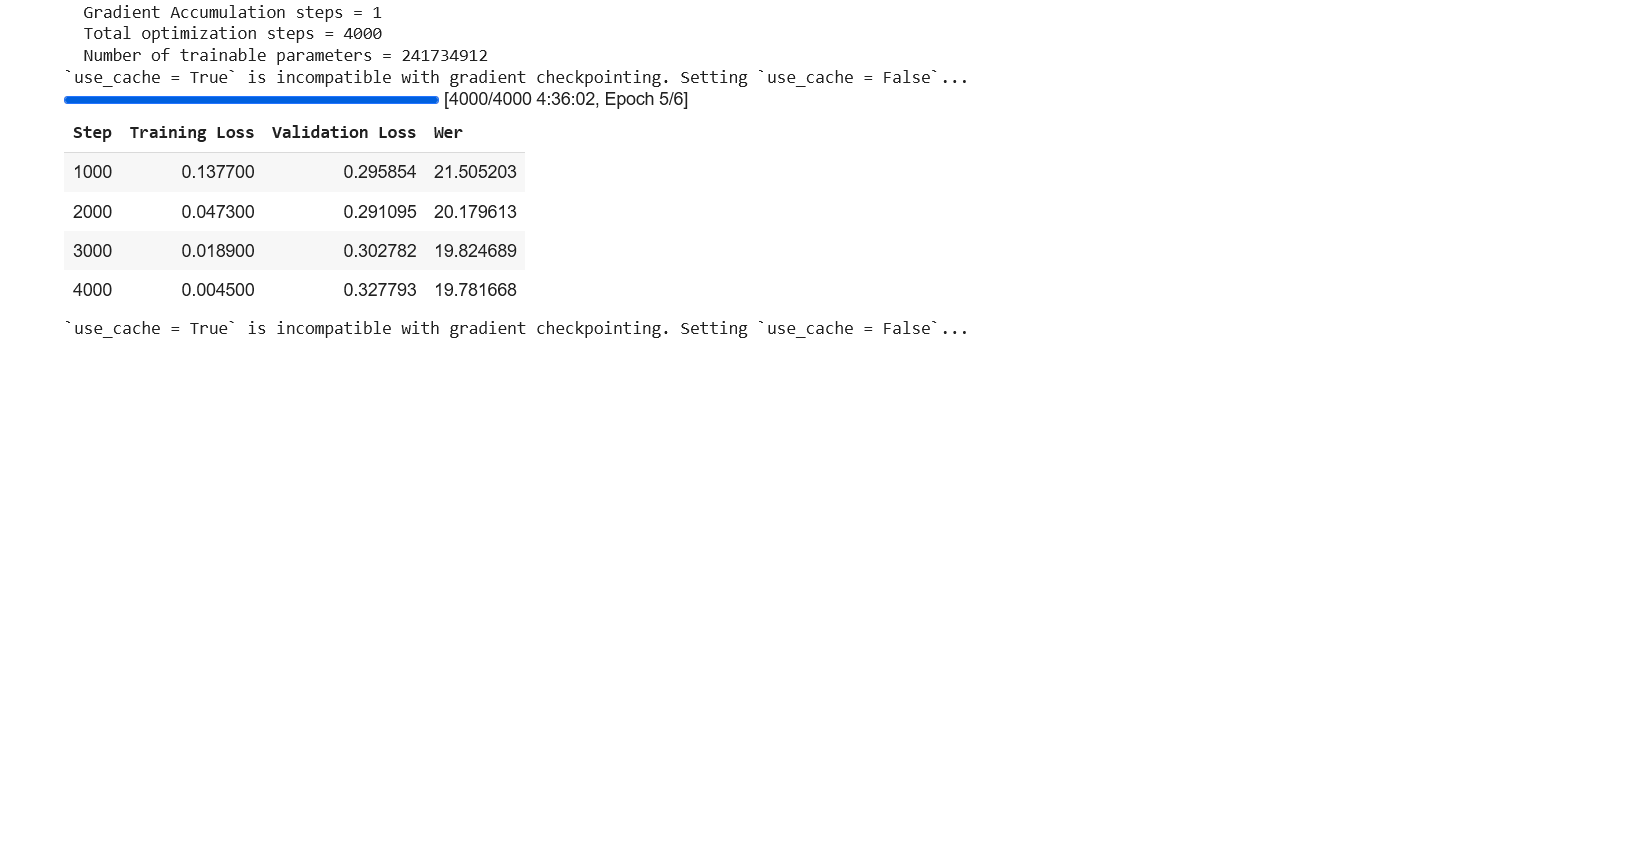 Gradient Accumulation steps = 1
Total optimization steps = 4000
Number of trainable parameters = 241734912
`use_cache = True` is incompatible with gradient checkpointing. Setting `use_cache = False`...
[4000/4000 4:36:02, Epoch 5/6]
Step Training Loss Validation Loss Wer
1000 0.137700 0.295854 21.505203
2000 0.047300 0.291095 20.179613
3000 0.018900 0.302782 19.824689
4000 0.004500 0.327793 19.781668
`use_cache = True` is incompatible with gradient checkpointing. Setting `use_cache = False`...